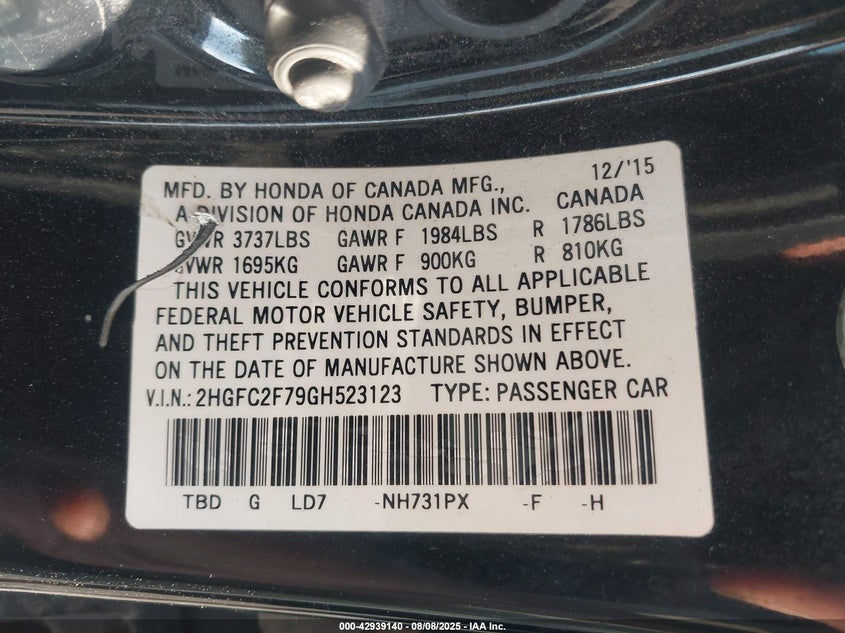 12/'15
MFD. BY HONDA OF CANADA MFG.,
A DIVISION OF HONDA CANADA INC. CANADA
GVWR 3737LBS GAWR F 1984LBS R 1786LBS
GVWR 1695KG GAWR F 900KG R 810KG
THIS VEHICLE CONFORMS TO ALL APPLICABLE
FEDERAL MOTOR VEHICLE SAFETY, BUMPER,
AND THEFT PREVENTION STANDARDS IN EFFECT
ON THE DATE OF MANUFACTURE SHOWN ABOVE.
V.I.N.: 2HGFC2F79GH523123 TYPE: PASSENGER CAR
TBD G LD7 -NH731PX -F -H
000-42939140 - 08/08/2025 - IAA Inc.